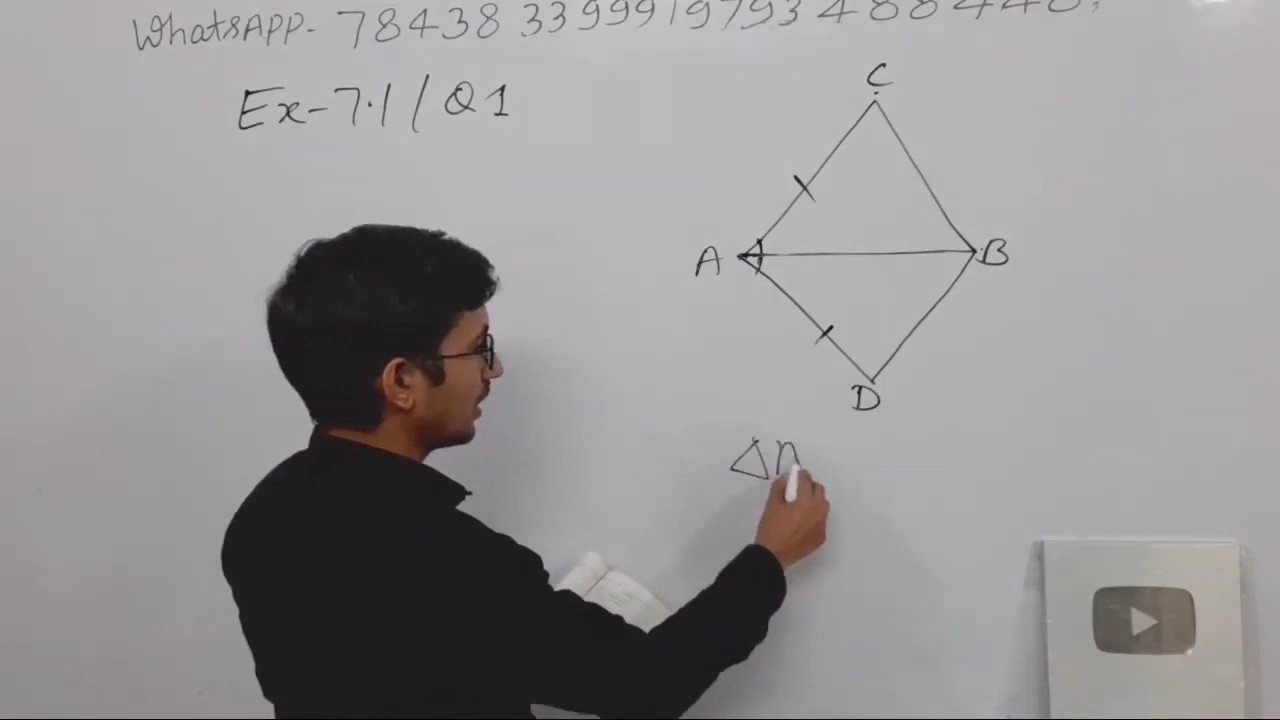 WhatsAPP- 78438 33999
Ex-7.1/ Q1
C
A
B
D
Δ